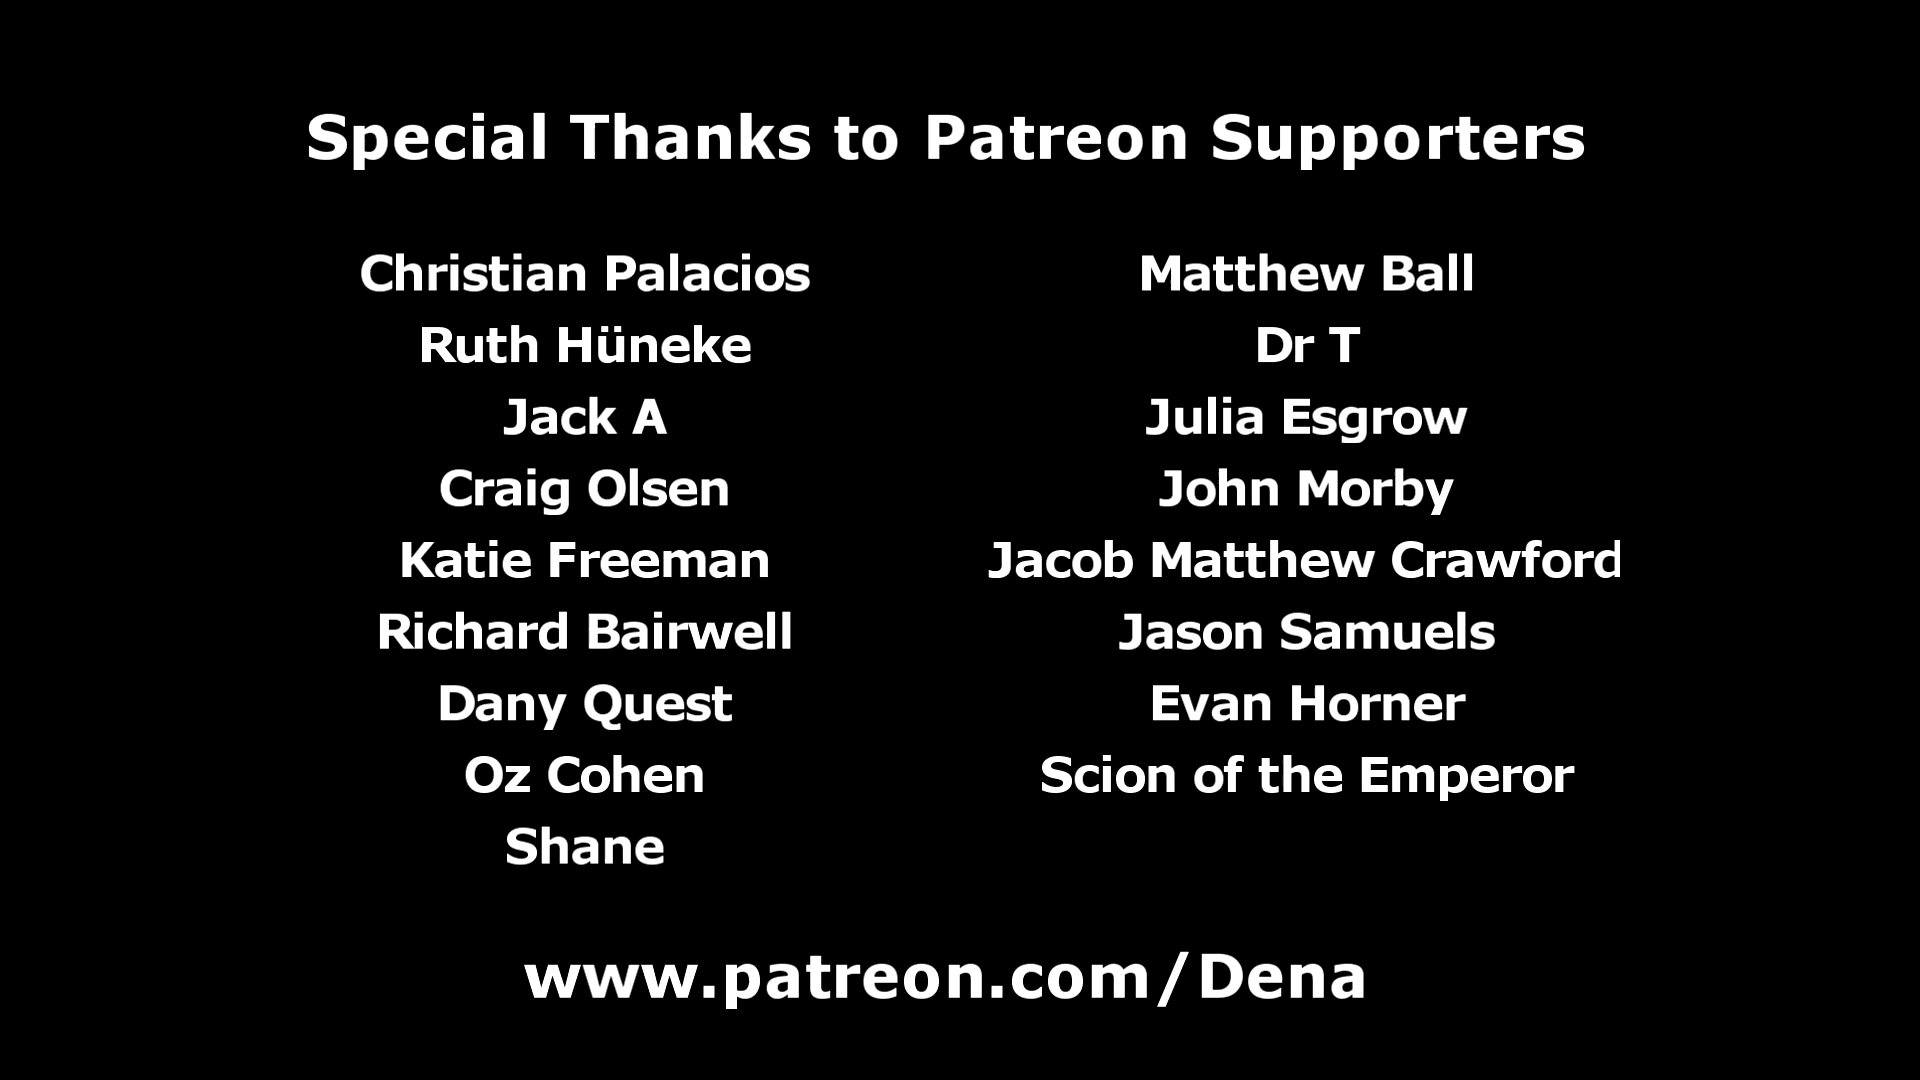 Special Thanks to Patreon Supporters
Christian Palacios
Ruth Hüneke
Jack A
Craig Olsen
Katie Freeman
Richard Bairwell
Dany Quest
Oz Cohen
Shane
Matthew Ball
Dr T
Julia Esgrow
John Morby
Jacob Matthew Crawford
Jason Samuels
Evan Horner
Scion of the Emperor
www.patreon.com/Dena